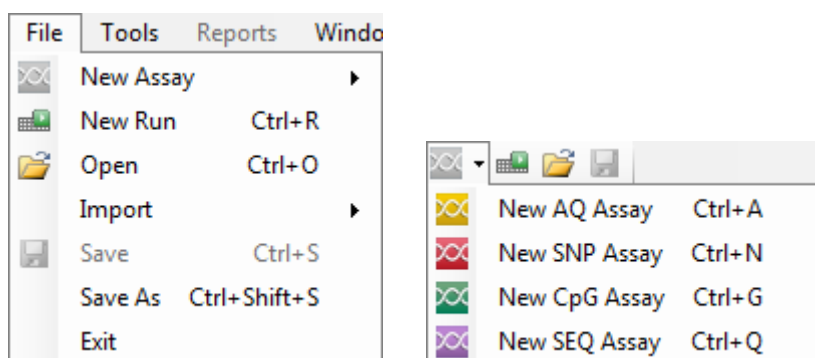 File Tools Reports Windo
New Assay
New Run Ctrl+R
Open Ctrl+O
Import
Save Ctrl+S
Save As Ctrl+Shift+S
Exit
New AQ Assay Ctrl+A
New SNP Assay Ctrl+N
New CpG Assay Ctrl+G
New SEQ Assay Ctrl+Q